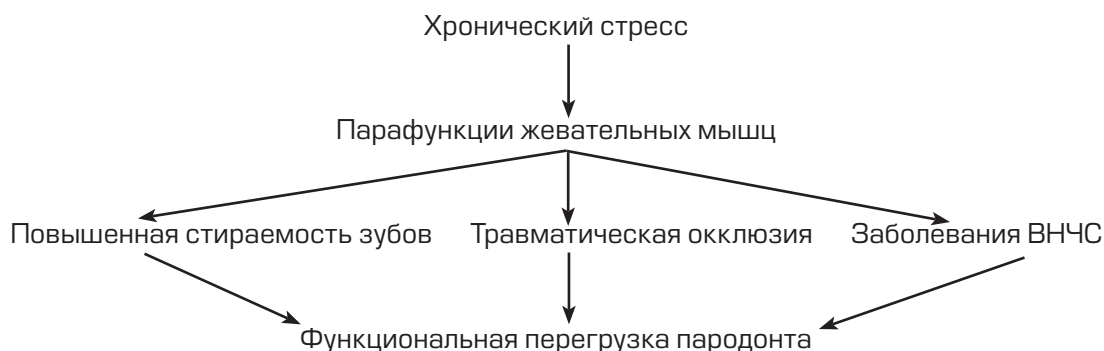 Хронический стресс
Парафункции жевательных мышц
Повышенная стираемость зубов Травматическая окклюзия Заболевания ВНЧС
Функциональная перегрузка пародонта